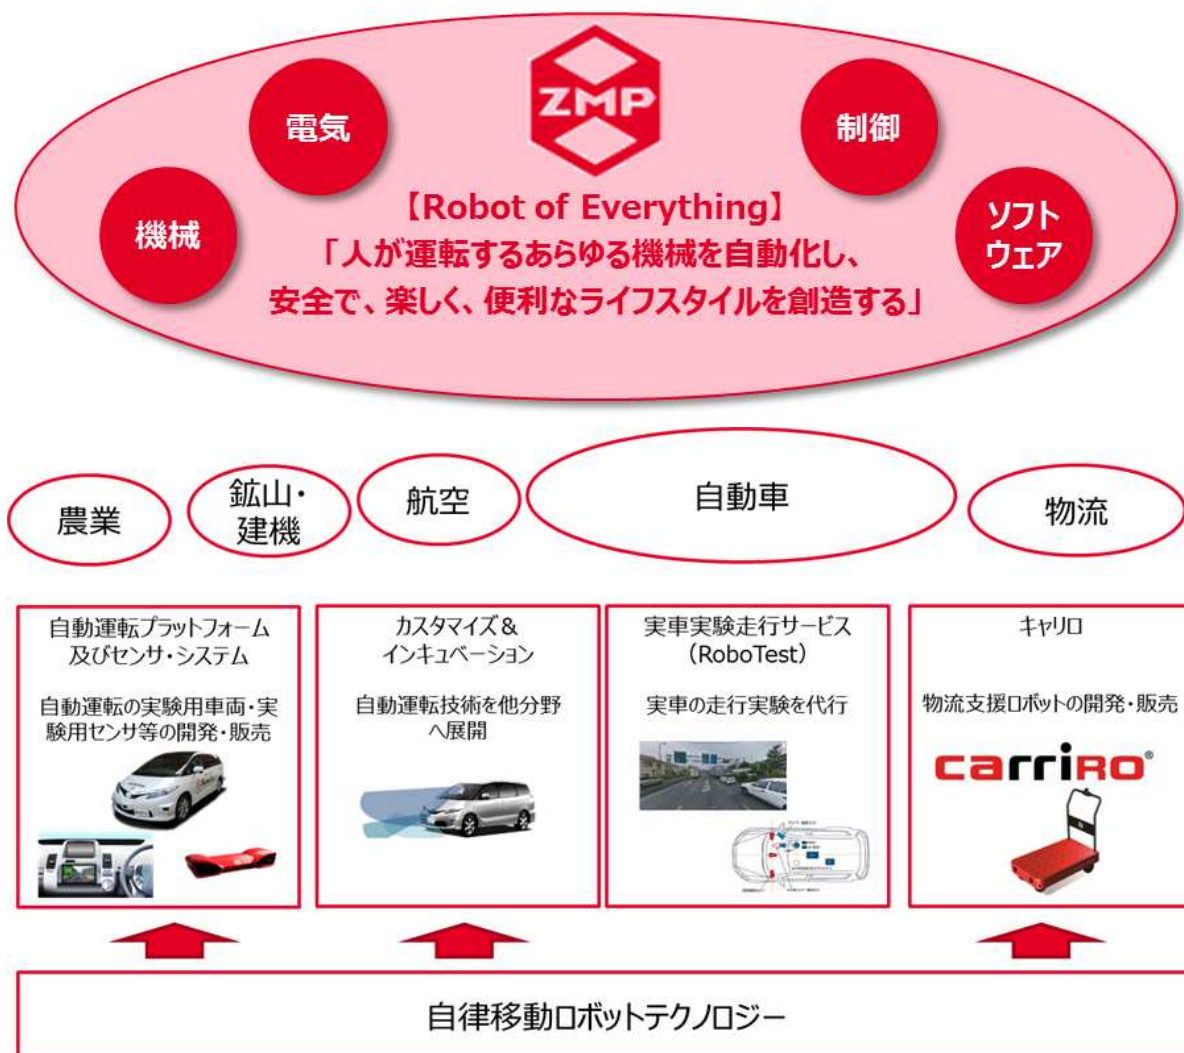 ZMP
電気
制御
機械
ソフト
ウェア
【Robot of Everything】
「人が運転するあらゆる機械を自動化し、
安全で、楽しく、便利なライフスタイルを創造する」
農業
鉱山・
建機
航空
自動車
物流
自動運転プラットフォーム
及びセンサ・システム
自動運転の実験用車両・実
験用センサ等の開発・販売
カスタマイズ&
インキュベーション
自動運転技術を他分野
へ展開
実車実験走行サービス
(RoboTest)
実車の走行実験を代行
キャリロ
物流支援ロボットの開発・販売
carriRO®
自律移動ロボットテクノロジー